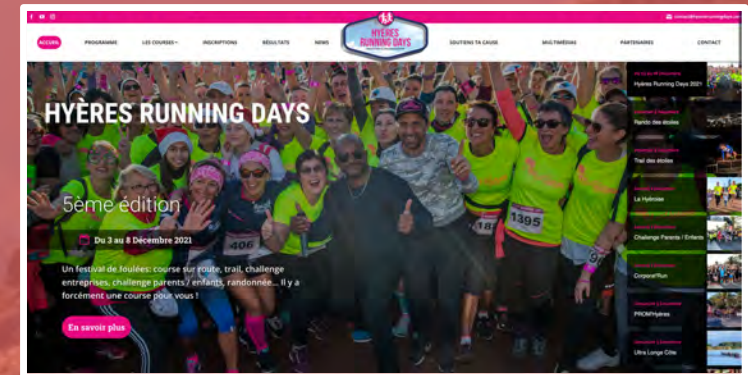 contact@hyeresrunningdays.com
ACCUEIL
PROGRAMME
LES COURSES
INSCRIPTIONS
RÉSULTATS
NEWS
HYÈRES
RUNNING DAYS
SOUTIENS TA CAUSE
MULTIMÉDIAS
PARTENAIRES
CONTACT
HYÈRES RUNNING DAYS
5ème édition
Du 3 au 8 Décembre 2021
Un festival de foulées: course sur route, trail, challenge
entreprises, challenge parents / enfants, randonnée... Il y a
forcément une course pour vous !
En savoir plus
406
1395
Hyères Running Days 2021
Rando des étoiles
Trail des étoiles
La Hyéroise
Challenge Parents / Enfants
Corporat'Run
PROM'Hyères
Ultra Longe Côte